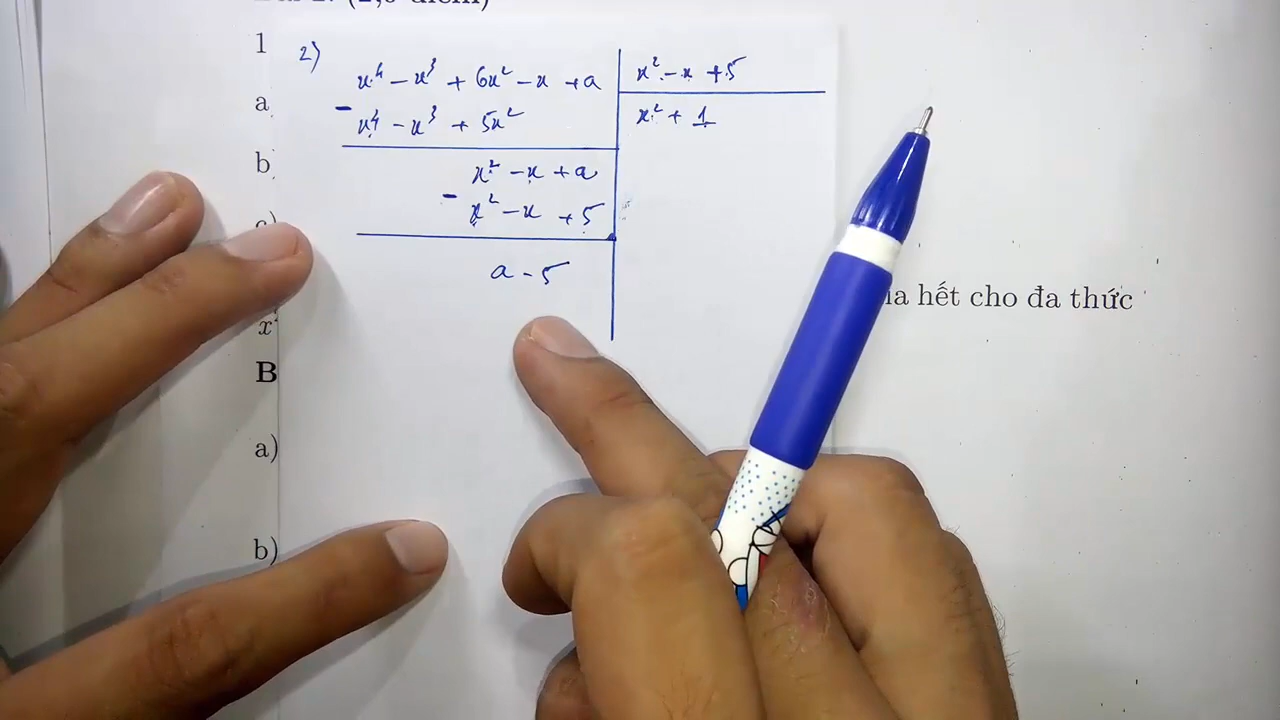 1
2)
x⁴ - x³ + 6x² - x + a
x² - x + 5
a
x⁴ - x³ + 5x²
x² + 1
b)
x² - x + a
x² - x + 5
c)
a - 5
ia hết cho đa thức
B
a)
b)